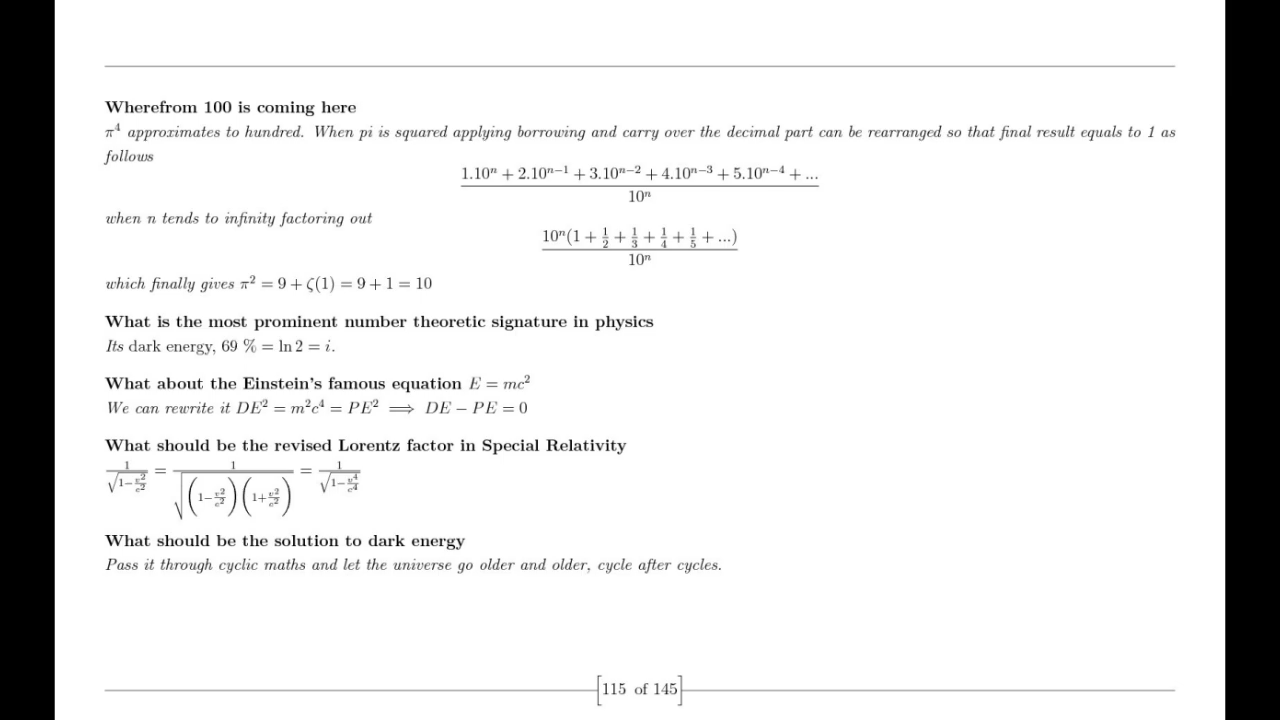 Wherefrom 100 is coming here
π⁴ approximates to hundred. When pi is squared applying borrowing and carry over the decimal part can be rearranged so that final result equals to 1 as
follows
1.10ⁿ + 2.10ⁿ⁻¹ + 3.10ⁿ⁻² + 4.10ⁿ⁻³ + 5.10ⁿ⁻⁴ + ...
10ⁿ
when n tends to infinity factoring out
10ⁿ(1 + 1/2 + 1/3 + 1/4 + 1/5 + ...)
10ⁿ
which finally gives π² = 9 + ζ(1) = 9 + 1 = 10
What is the most prominent number theoretic signature in physics
Its dark energy, 69 % = ln 2 = i.
What about the Einstein's famous equation E = mc²
We can rewrite it DE² = m²c⁴ = PE² ⟹ DE − PE = 0
What should be the revised Lorentz factor in Special Relativity
1/√(1−v²/c²) = 1/√((1−v²/c²)(1+v²/c²)) = 1/√(1−v⁴/c⁴)
What should be the solution to dark energy
Pass it through cyclic maths and let the universe go older and older, cycle after cycles.
[115 of 145]